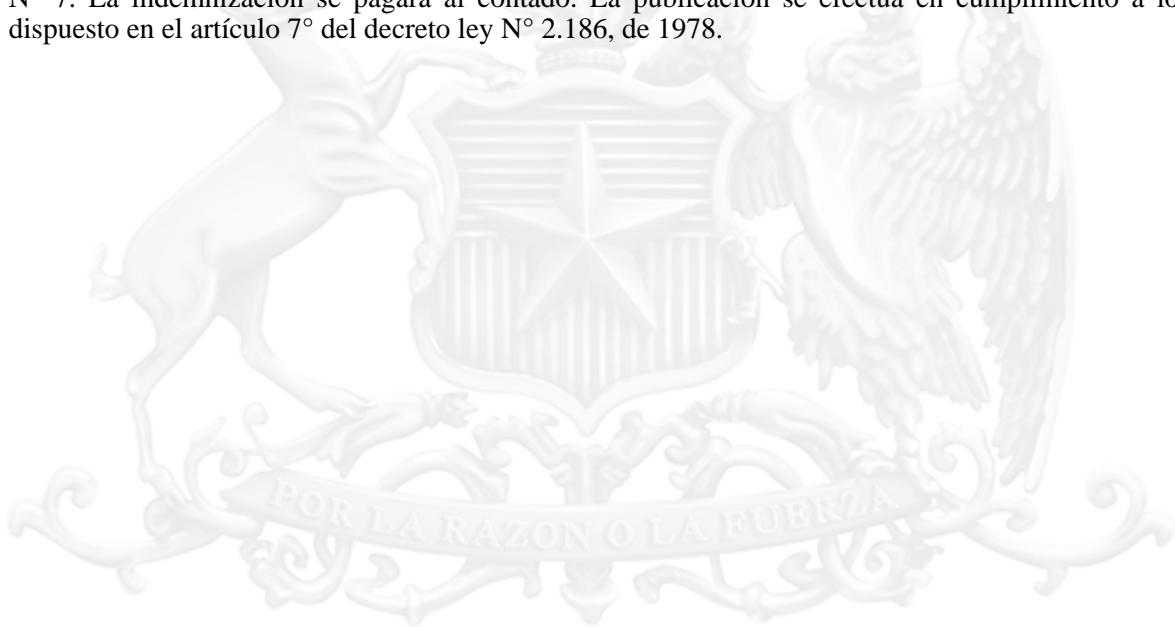 N° 7. La indemnización se pagará al contado. La publicación se efectúa en cumplimiento a lo
dispuesto en el artículo 7° del decreto ley N° 2.186, de 1978.
POR LA RAZON O LA FUERZA